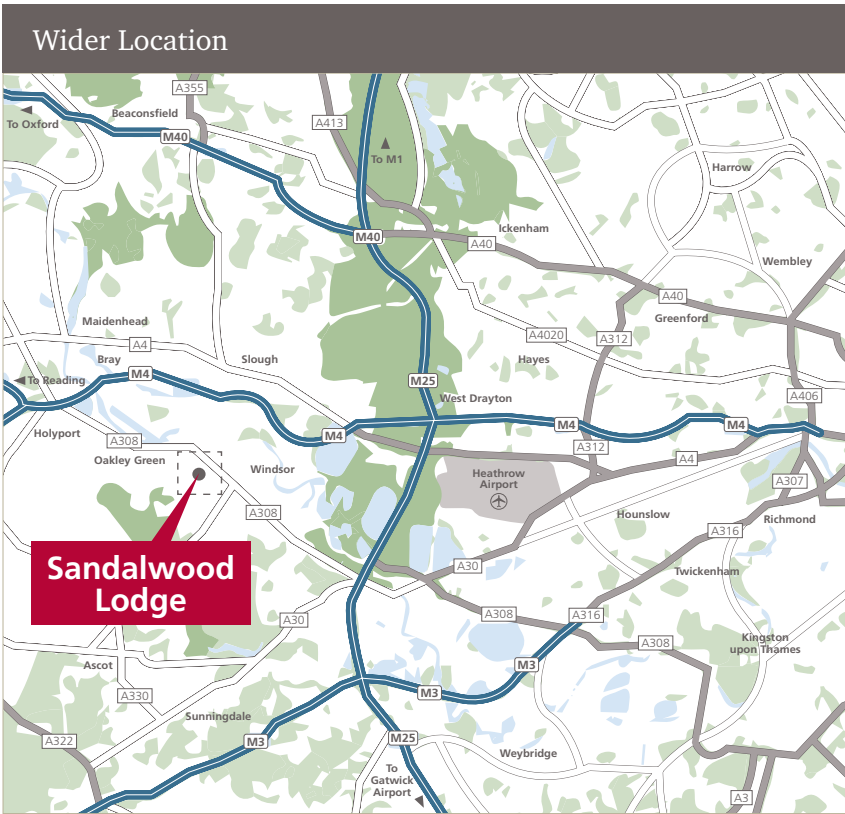 Wider Location
A355
Beaconsfield
To Oxford
A413
M40
To M1
Harrow
M40
Ickenham
A40
Wembley
A40
Greenford
Maidenhead
A4
A4020
A312
Bray
Slough
Hayes
To Reading
M4
M25
West Drayton
A406
Holyport
A308
M4
M4
M4
A312
Oakley Green
Windsor
Heathrow
Airport
A4
A307
A308
Hounslow
Richmond
A316
Sandalwood
Lodge
A30
Twickenham
A30
A308
A316
A308
Kingston
upon Thames
Ascot
M3
A330
M3
Sunningdale
A322
M3
M25
Weybridge
To
Gatwick
Airport
A3